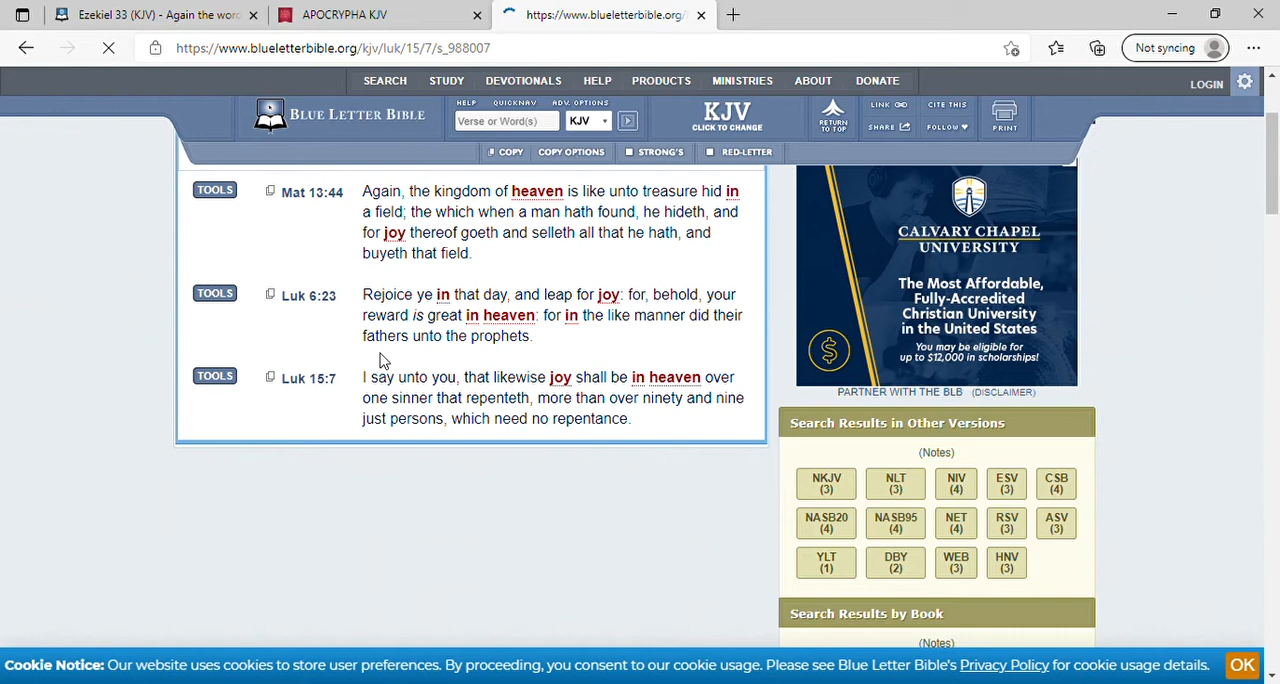 Ezekiel 33 (KJV) - Again the word
APOCRYPHA KJV
https://www.blueletterbible.org/
https://www.blueletterbible.org/kjv/luk/15/7/s_988007
Not syncing
SEARCH STUDY DEVOTIONALS HELP PRODUCTS MINISTRIES ABOUT DONATE
LOGIN
BLUE LETTER BIBLE
HELP QUICKNAV ADV. OPTIONS
Verse or Word(s) KJV
KJV
CLICK TO CHANGE
RETURN
TO TOP
LINK CITE THIS
SHARE FOLLOW
PRINT
COPY COPY OPTIONS STRONG'S RED-LETTER
TOOLS Mat 13:44 Again, the kingdom of heaven is like unto treasure hid in
a field; the which when a man hath found, he hideth, and
for joy thereof goeth and selleth all that he hath, and
buyeth that field.
TOOLS Luk 6:23 Rejoice ye in that day, and leap for joy: for, behold, your
reward is great in heaven: for in the like manner did their
fathers unto the prophets.
TOOLS Luk 15:7 I say unto you, that likewise joy shall be in heaven over
one sinner that repenteth, more than over ninety and nine
just persons, which need no repentance.
CALVARY CHAPEL
UNIVERSITY
The Most Affordable,
Fully-Accredited
Christian University
in the United States
You may be eligible for
up to $12,000 in scholarships!
$
PARTNER WITH THE BLB (DISCLAIMER)
Search Results in Other Versions
(Notes)
NKJV NLT NIV ESV CSB
(3) (3) (4) (3) (4)
NASB20 NASB95 NET RSV ASV
(4) (4) (4) (3) (3)
YLT DBY WEB HNV
(1) (2) (3) (3)
Search Results by Book
(Notes)
Cookie Notice: Our website uses cookies to store user preferences. By proceeding, you consent to our cookie usage. Please see Blue Letter Bible's Privacy Policy for cookie usage details. OK